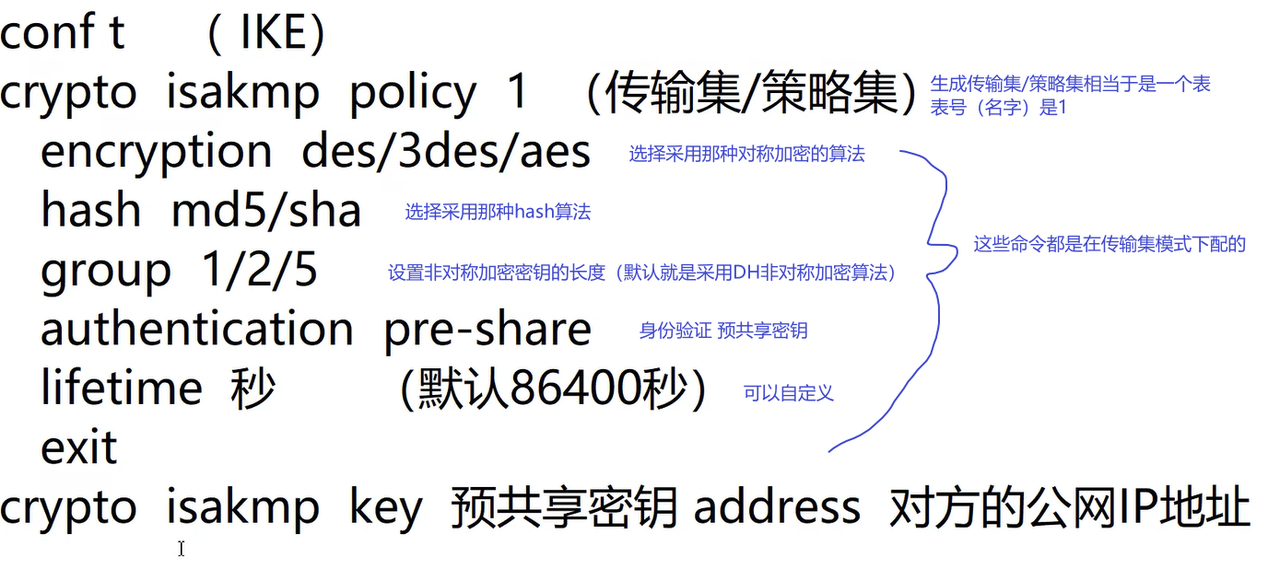 conf t （ IKE）
crypto isakmp policy 1 （传输集/策略集） 生成传输集/策略集相当于是一个表
表号（名字）是1
encryption des/3des/aes 选择采用那种对称加密的算法
hash md5/sha 选择采用那种hash算法
这些命令都是在传输集模式下配的
group 1/2/5 设置非对称加密密钥的长度（默认就是采用DH非对称加密算法）
authentication pre-share 身份验证 预共享密钥
lifetime 秒 （默认86400秒） 可以自定义
exit
crypto isakmp key 预共享密钥 address 对方的公网IP地址